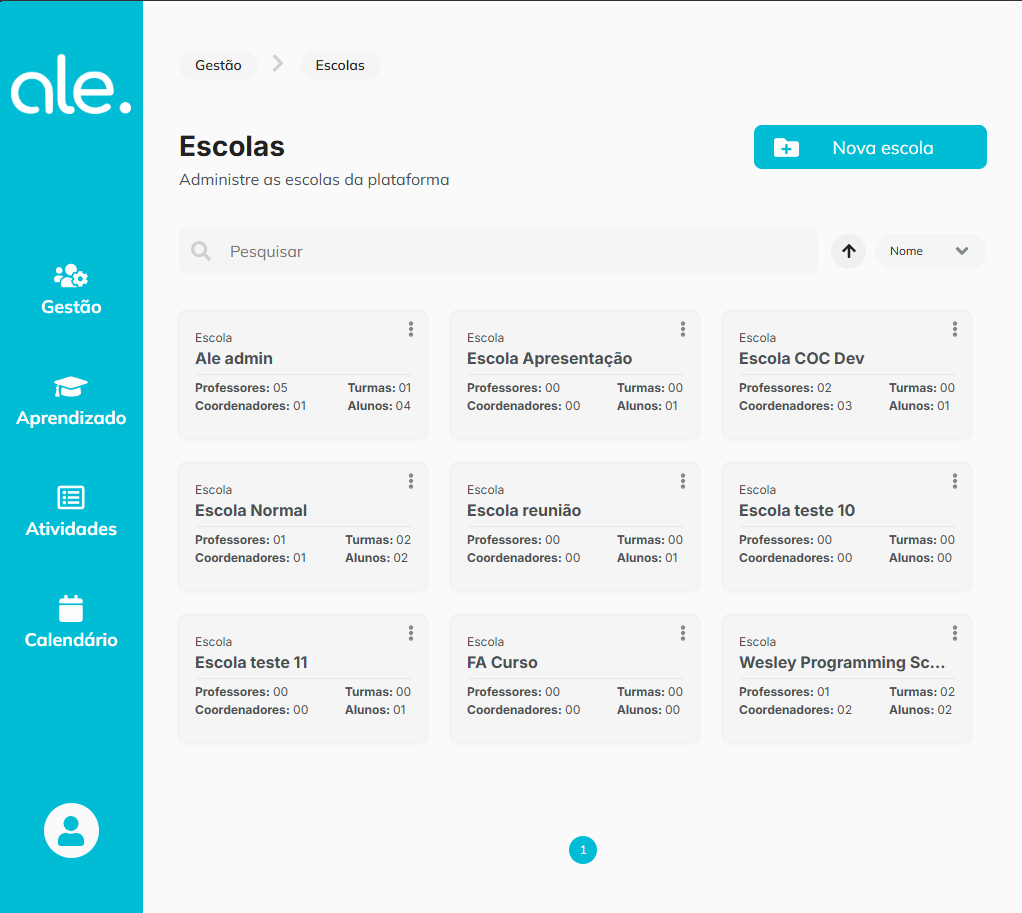 ale.
Gestão
Aprendizado
Atividades
Calendário
Gestão Escolas
Escolas
Administre as escolas da plataforma
Nova escola
Pesquisar
Nome
Escola
Ale admin
Professores: 05 Turmas: 01
Coordenadores: 01 Alunos: 04
Escola
Escola Apresentação
Professores: 00 Turmas: 00
Coordenadores: 00 Alunos: 01
Escola
Escola COC Dev
Professores: 02 Turmas: 00
Coordenadores: 03 Alunos: 01
Escola
Escola Normal
Professores: 01 Turmas: 02
Coordenadores: 01 Alunos: 02
Escola
Escola reunião
Professores: 00 Turmas: 00
Coordenadores: 00 Alunos: 01
Escola
Escola teste 10
Professores: 00 Turmas: 00
Coordenadores: 00 Alunos: 00
Escola
Escola teste 11
Professores: 00 Turmas: 00
Coordenadores: 00 Alunos: 01
Escola
FA Curso
Professores: 00 Turmas: 00
Coordenadores: 00 Alunos: 00
Escola
Wesley Programming Sc...
Professores: 01 Turmas: 02
Coordenadores: 02 Alunos: 02
1